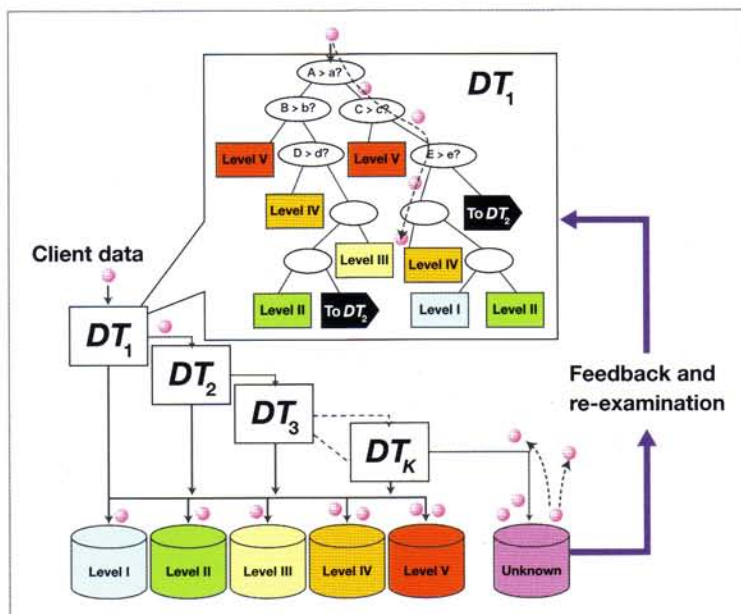 A > a?
DT1
B > b?
C > c?
Level V
D > d?
Level V
E > e?
Level IV
To DT2
Level III
Level IV
Level II
To DT2
Level I
Level II
Client data
DT1
DT2
DT3
DTK
Feedback and
re-examination
Level I
Level II
Level III
Level IV
Level V
Unknown